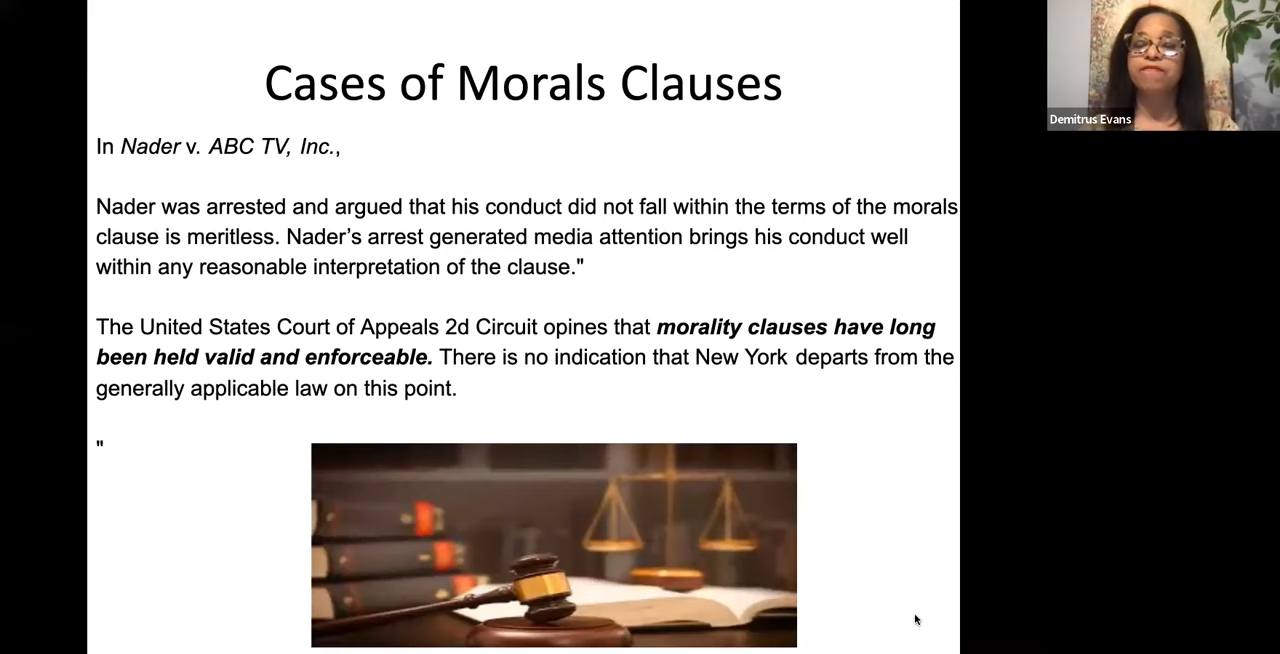 Cases of Morals Clauses
In Nader v. ABC TV, Inc.,
Nader was arrested and argued that his conduct did not fall within the terms of the morals
clause is meritless. Nader’s arrest generated media attention brings his conduct well
within any reasonable interpretation of the clause."
The United States Court of Appeals 2d Circuit opines that morality clauses have long
been held valid and enforceable. There is no indication that New York departs from the
generally applicable law on this point.
"
Demitrus Evans